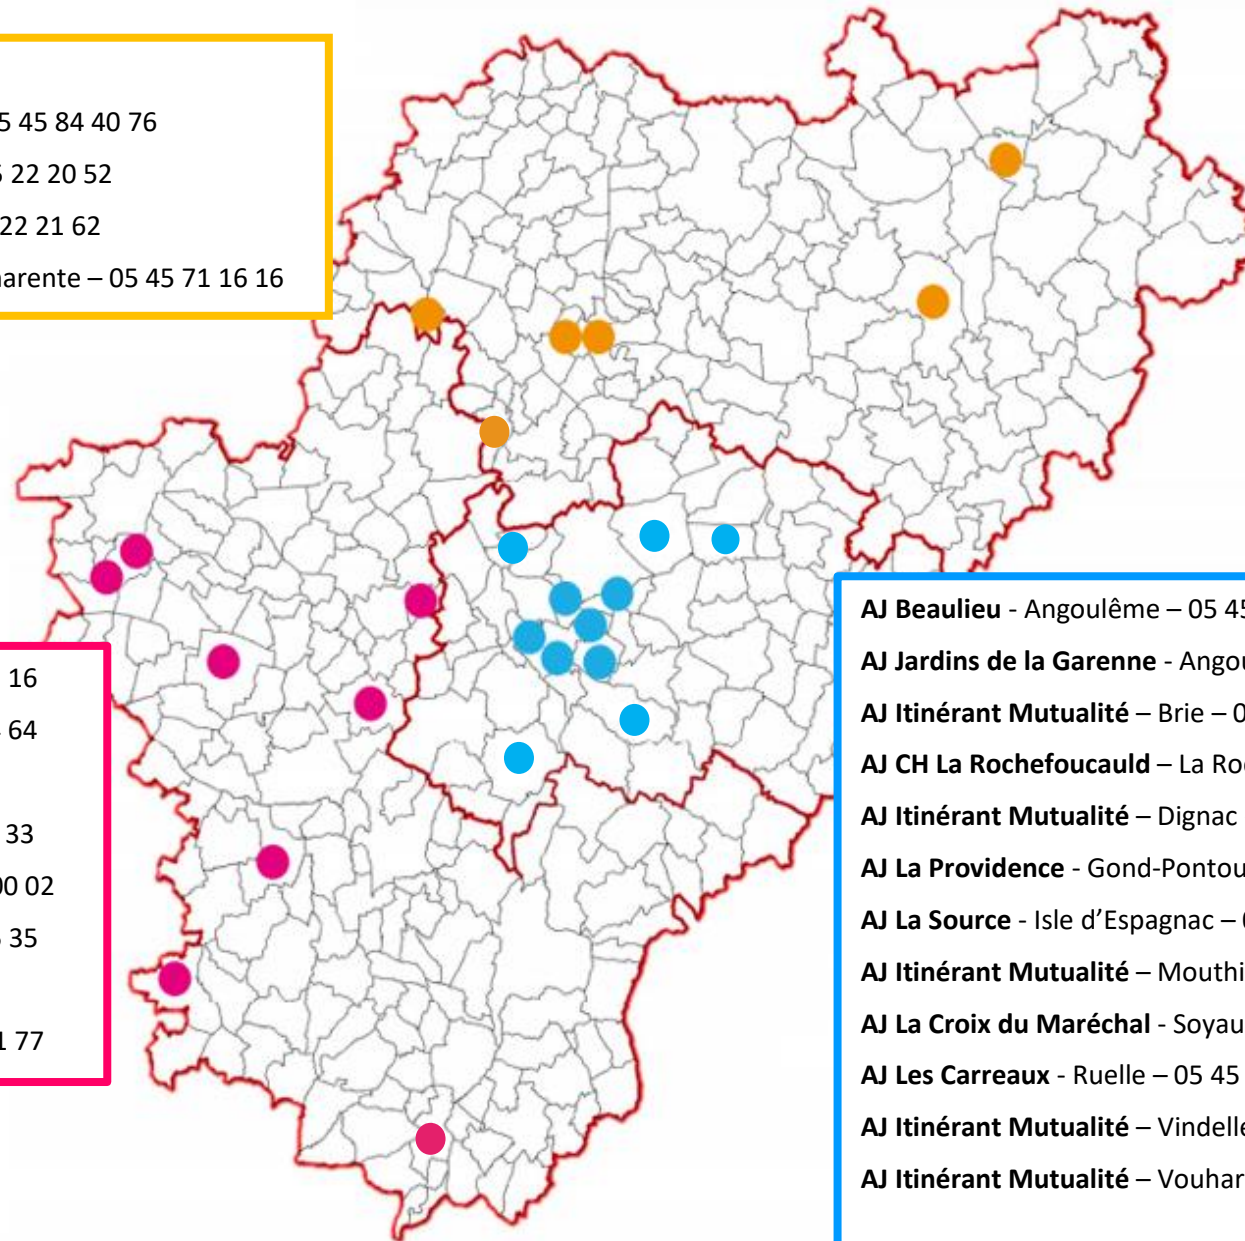 5 45 84 40 76
22 20 52
22 21 62
– 05 45 71 16 16
16
64
33
00 02
35
77
AJ Beaulieu - Angoulême – 05 45
AJ Jardins de la Garenne - Angou
AJ Itinérant Mutualité – Brie – 0
AJ CH La Rochefoucauld – La Roc
AJ Itinérant Mutualité – Dignac
AJ La Providence - Gond-Pontou
AJ La Source - Isle d’Espagnac –
AJ Itinérant Mutualité – Mouthi
AJ La Croix du Maréchal - Soyau
AJ Les Carreaux - Ruelle – 05 45
AJ Itinérant Mutualité – Vindelle
AJ Itinérant Mutualité – Vouhar